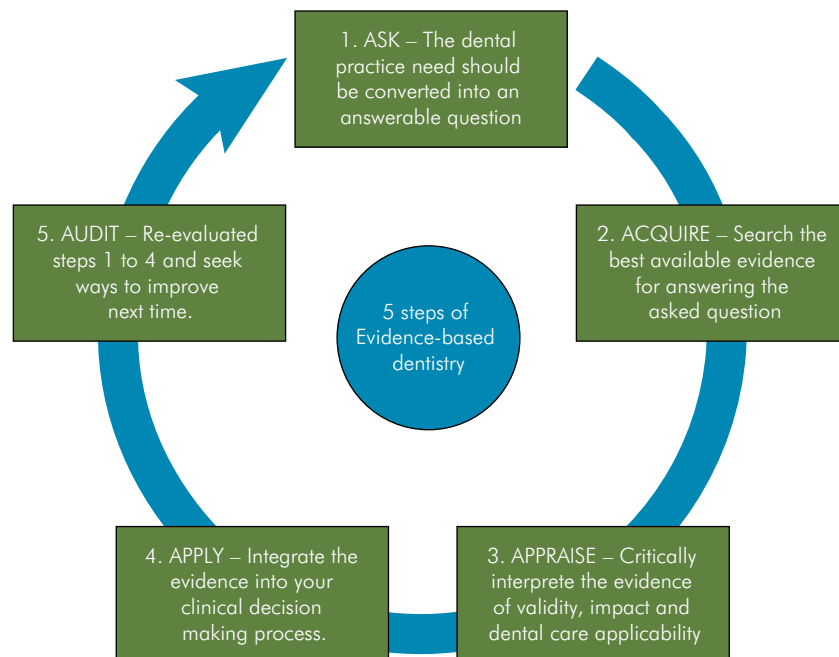 1. ASK – The dental
practice need should
be converted into an
answerable question
2. ACQUIRE – Search the
best available evidence
for answering the
asked question
3. APPRAISE – Critically
interprete the evidence
of validity, impact and
dental care applicability
4. APPLY – Integrate the
evidence into your
clinical decision
making process.
5. AUDIT – Re-evaluated
steps 1 to 4 and seek
ways to improve
next time.
5 steps of
Evidence-based
dentistry